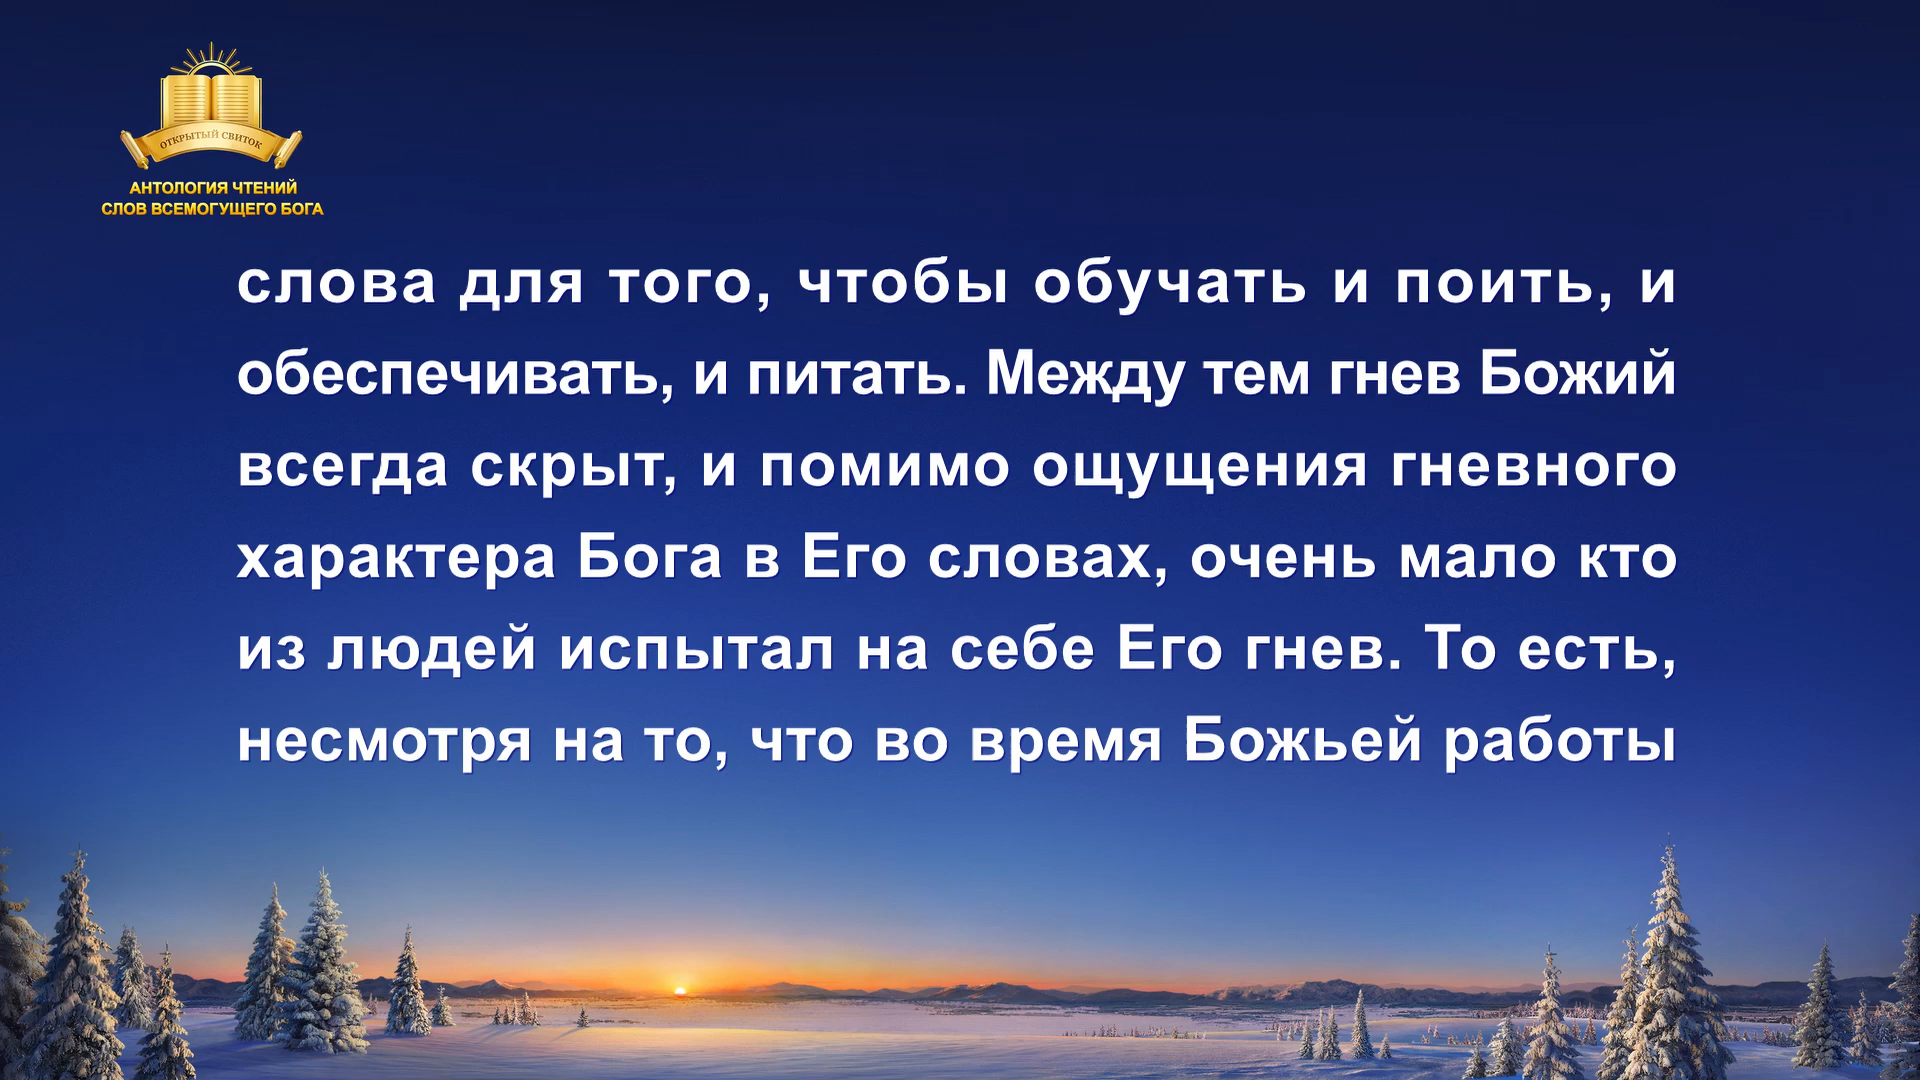 ОТКРЫТЫЙ СВИТОК
АНТОЛОГИЯ ЧТЕНИЙ
СЛОВ ВСЕМОГУЩЕГО БОГА
слова для того, чтобы обучать и поить, и
обеспечивать, и питать. Между тем гнев Божий
всегда скрыт, и помимо ощущения гневного
характера Бога в Его словах, очень мало кто
из людей испытал на себе Его гнев. То есть,
несмотря на то, что во время Божьей работы